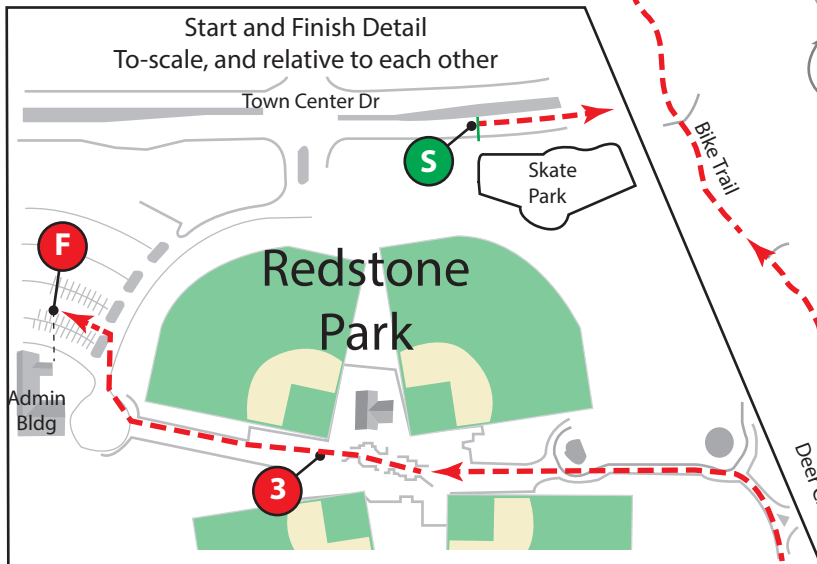 Start and Finish Detail
To-scale, and relative to each other
Town Center Dr
S
Skate
Park
Bike Trail
F
Redstone
Park
Admin
Bldg
3
Deer